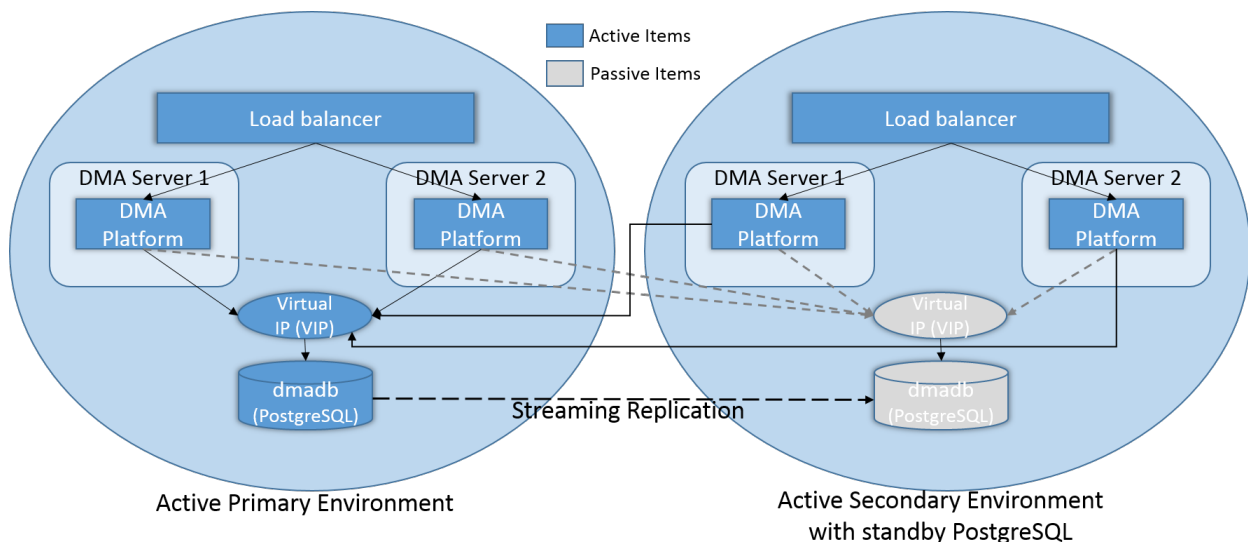 Active Items
Passive Items
Load balancer
DMA Server 1
DMA Server 2
DMA
Platform
DMA
Platform
Virtual
IP (VIP)
dmadb
(PostgreSQL)
Active Primary Environment
Streaming Replication
Load balancer
DMA Server 1
DMA Server 2
DMA
Platform
DMA
Platform
Virtual
IP (VIP)
dmadb
(PostgreSQL)
Active Secondary Environment
with standby PostgreSQL